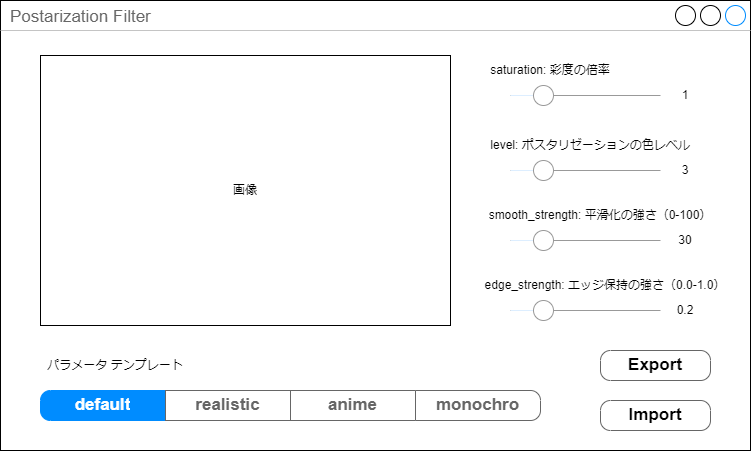 Postarization Filter
画像
saturation: 彩度の倍率
1
level: ポスタリゼーションの色レベル
3
smooth_strength: 平滑化の強さ（0-100）
30
edge_strength: エッジ保持の強さ（0.0-1.0）
0.2
パラメータ テンプレート
default
realistic
anime
monochro
Export
Import